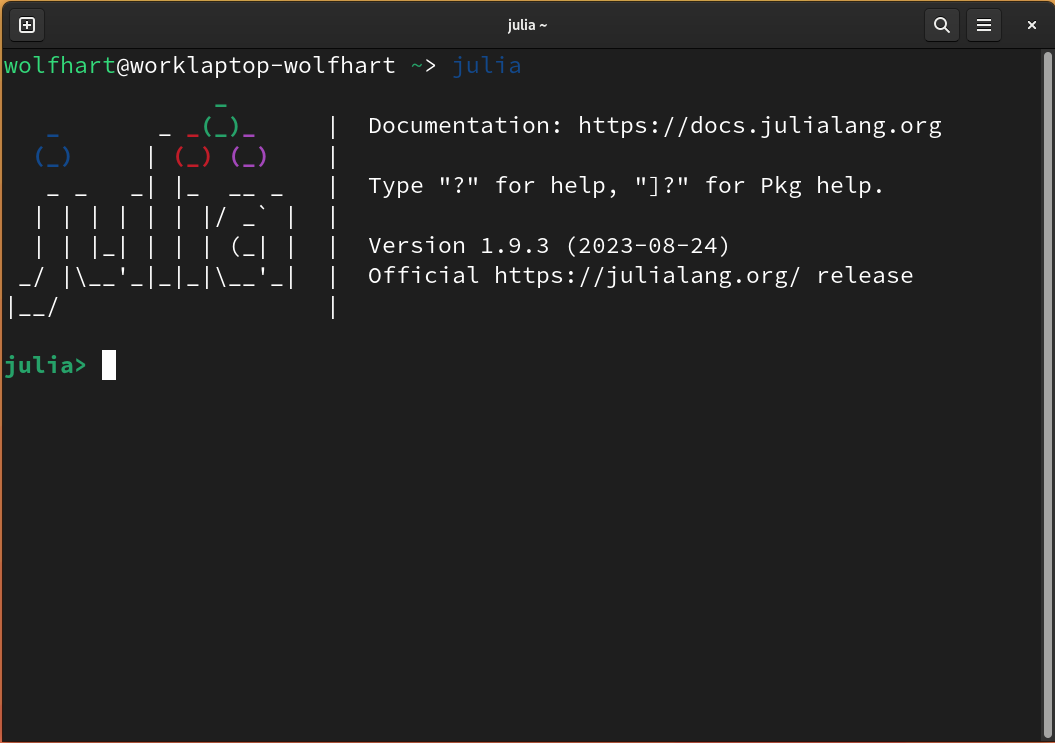 julia ~
wolfhart@worklaptop-wolfhart ~> julia
               _
   _       _ _(_)_     |  Documentation: https://docs.julialang.org
  (_)     | (_) (_)    |
   _ _   _| |_  __ _   |  Type "?" for help, "]?" for Pkg help.
  | | | | | | |/ _` |  |
  | | |_| | | | (_| |  |  Version 1.9.3 (2023-08-24)
 _/ |\__'_|_|_|\__'_|  |  Official https://julialang.org/ release
|__/                   |
julia>